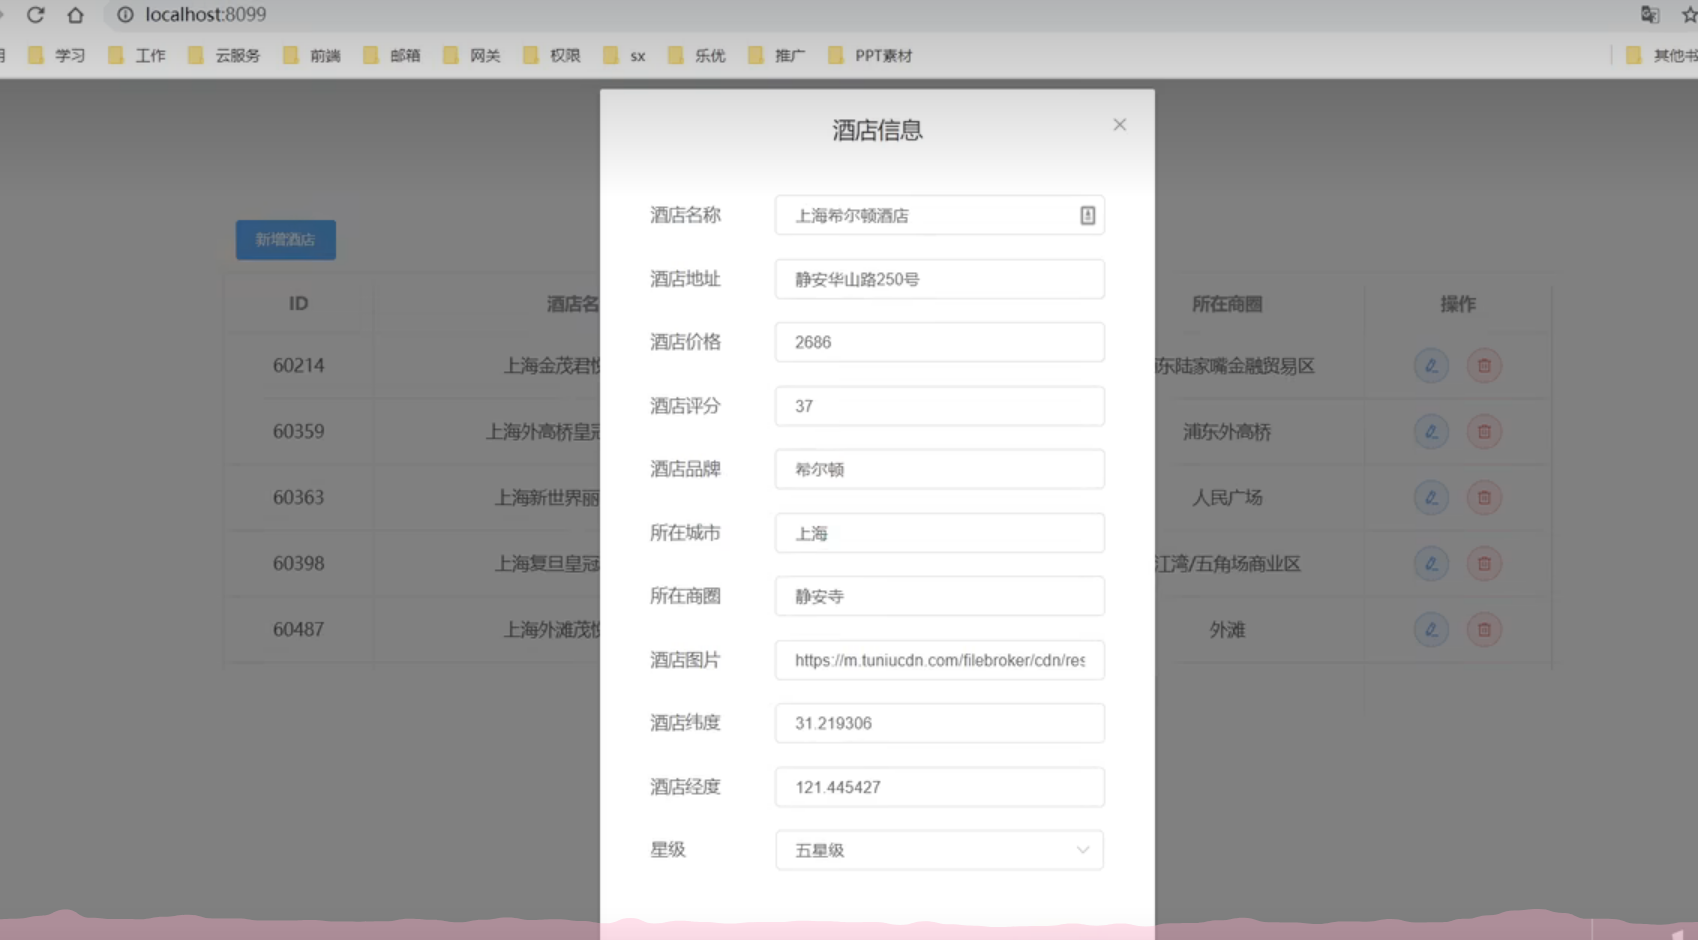 localhost:8099
学习 工作 云服务 前端 邮箱 网关 权限 sx 乐优 推广 PPT素材 其他书
酒店信息
酒店名称 上海希尔顿酒店
酒店地址 静安华山路250号
酒店价格 2686
酒店评分 37
酒店品牌 希尔顿
所在城市 上海
所在商圈 静安寺
酒店图片 https://m.tuniucdn.com/filebroker/cdn/res
酒店纬度 31.219306
酒店经度 121.445427
星级 五星级
新增酒店
ID 酒店名 所在商圈 操作
60214 上海金茂君悦 东陆家嘴金融贸易区
60359 上海外高桥皇冠 浦东外高桥
60363 上海新世界丽 人民广场
60398 上海复旦皇冠 江湾/五角场商业区
60487 上海外滩茂悦 外滩